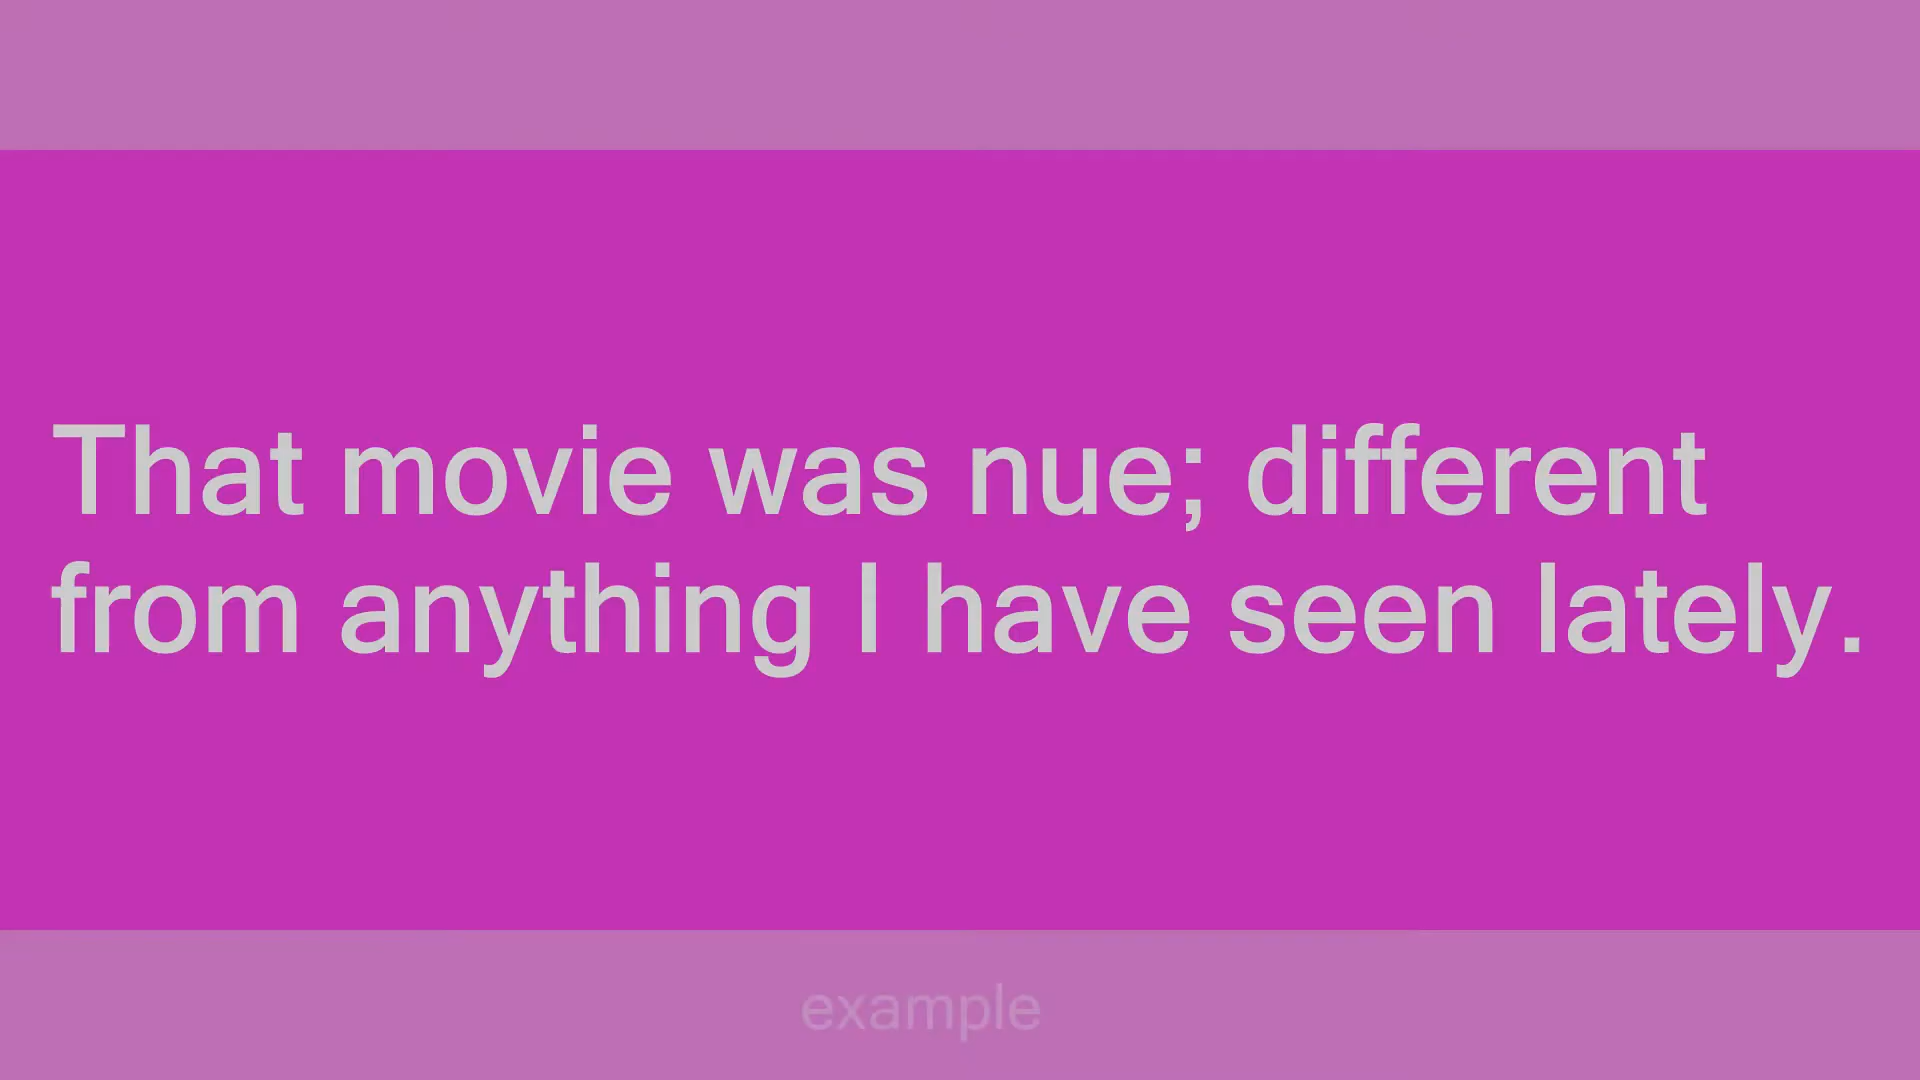 That movie was nue; different
from anything I have seen lately.
example